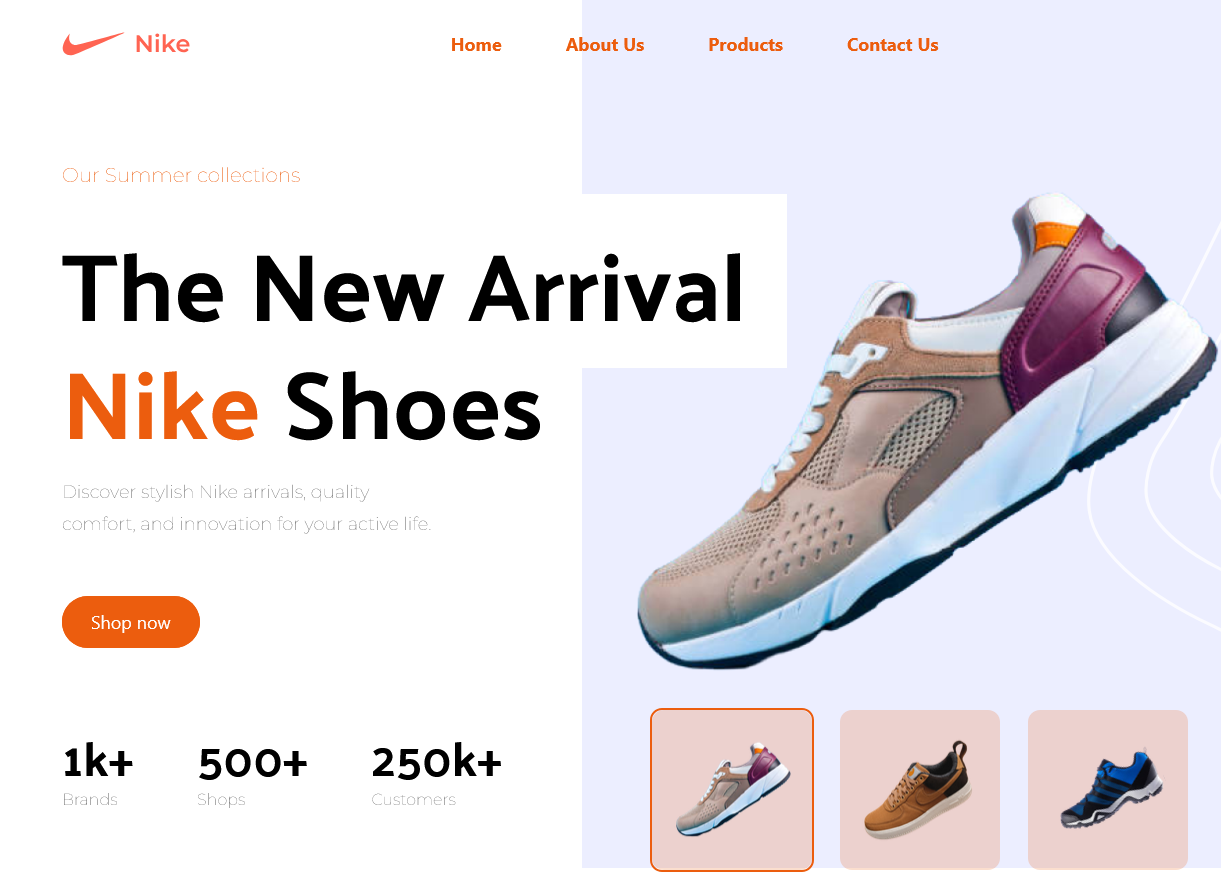 Nike
Home
About Us
Products
Contact Us
Our Summer collections
The New Arrival
Nike Shoes
Discover stylish Nike arrivals, quality
comfort, and innovation for your active life.
Shop now
1k+
500+
250k+
Brands
Shops
Customers